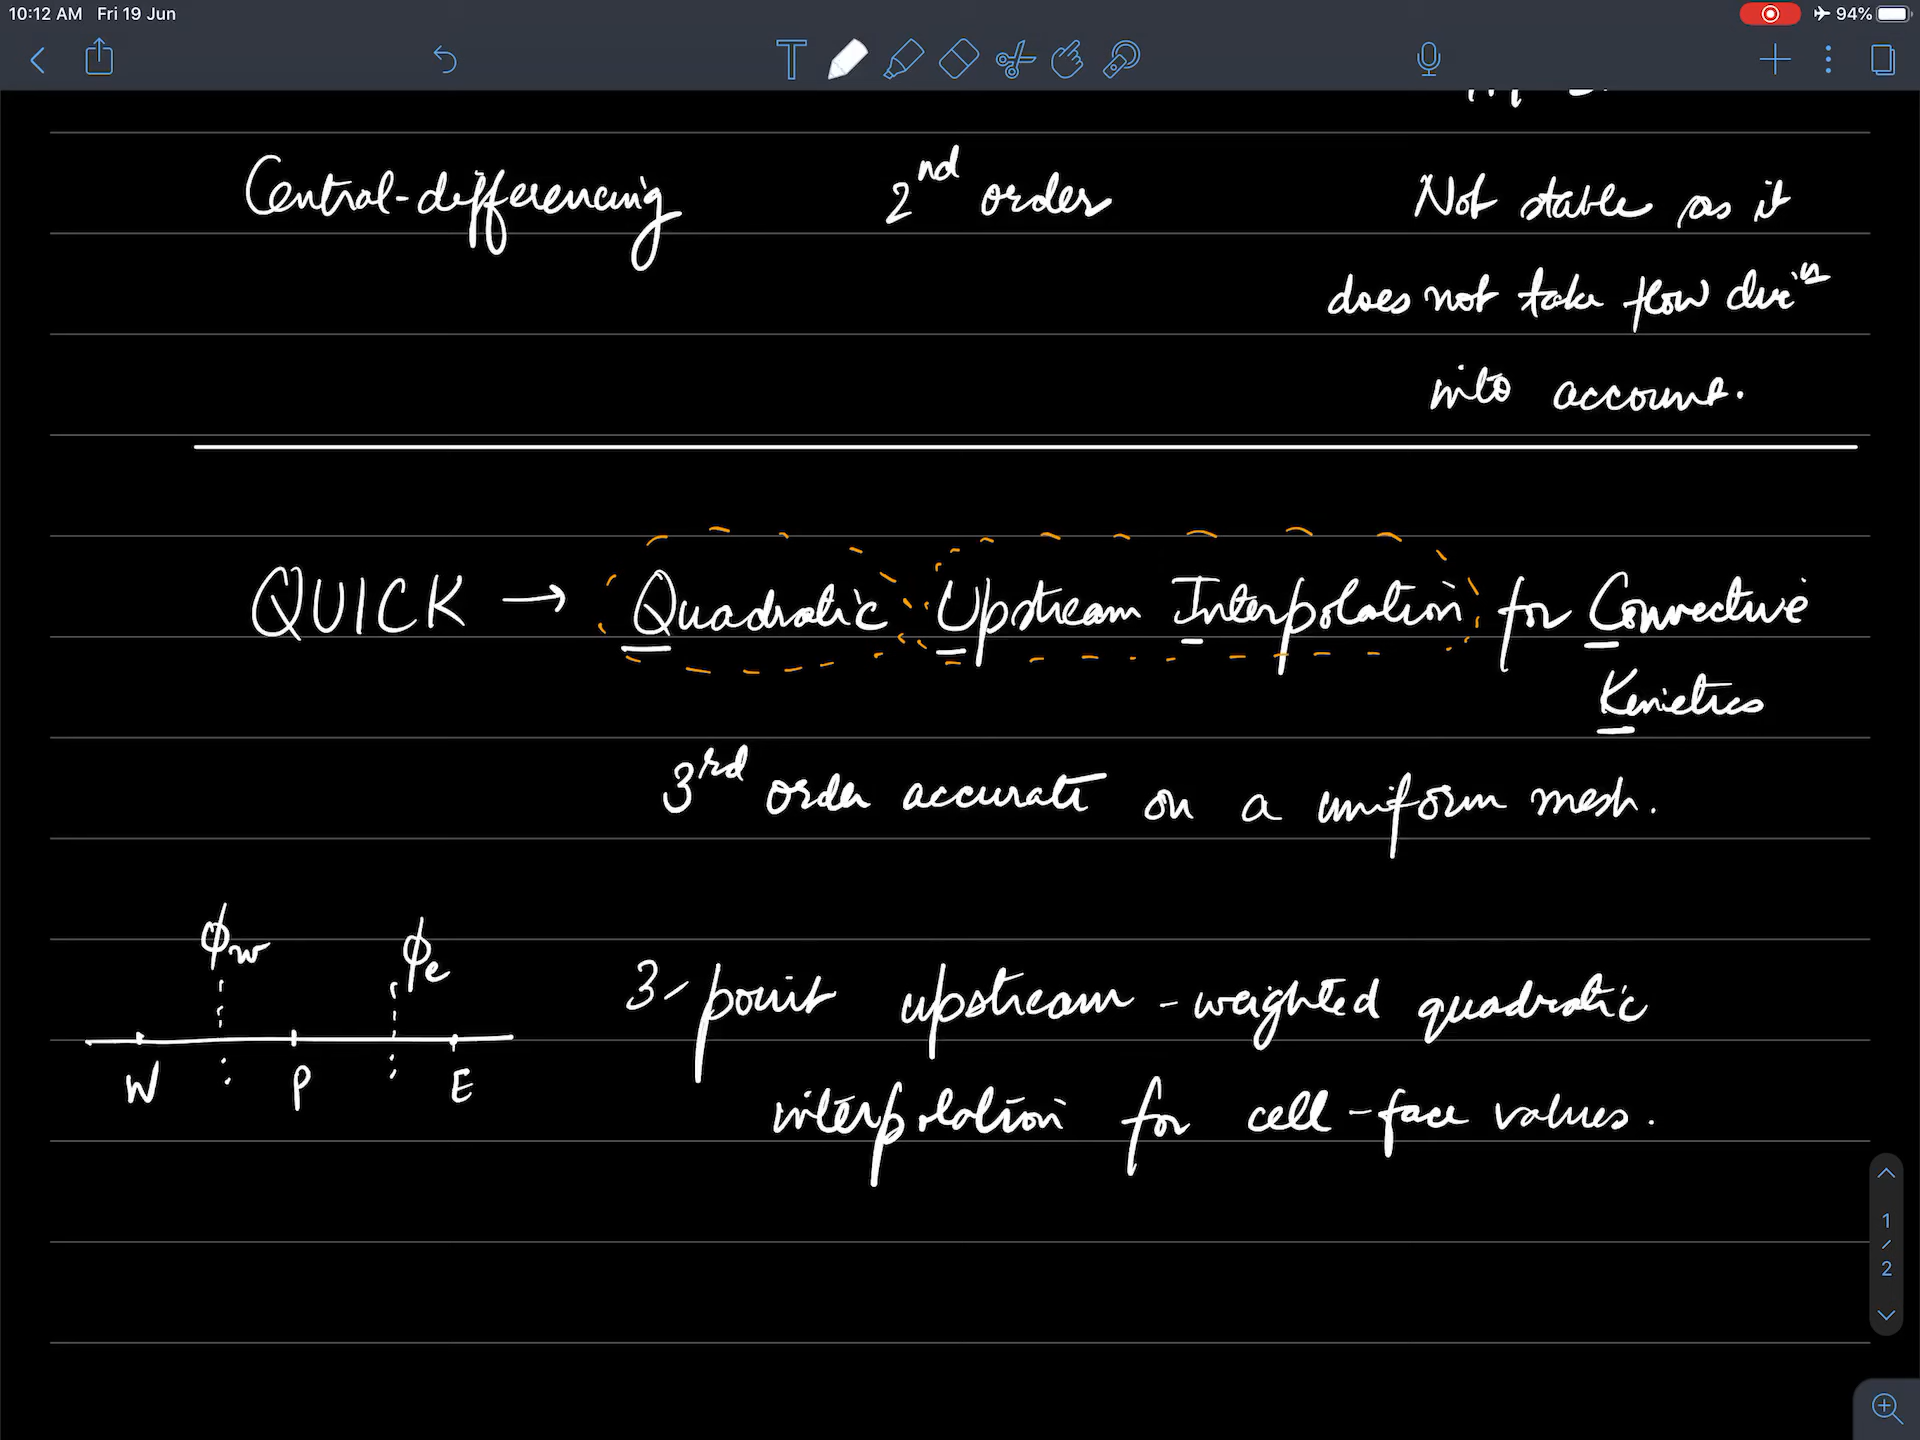 10:12 AM Fri 19 Jun
94%
Central-differencing 2nd order Not stable as it
does not take flow dirⁿ
into account.
QUICK → Quadratic Upstream Interpolation for Convective
Kinetics
3rd order accurate on a uniform mesh.
ϕw ϕe
3-point upstream-weighted quadratic
W P E
interpolation for cell-face values.
1
/
2